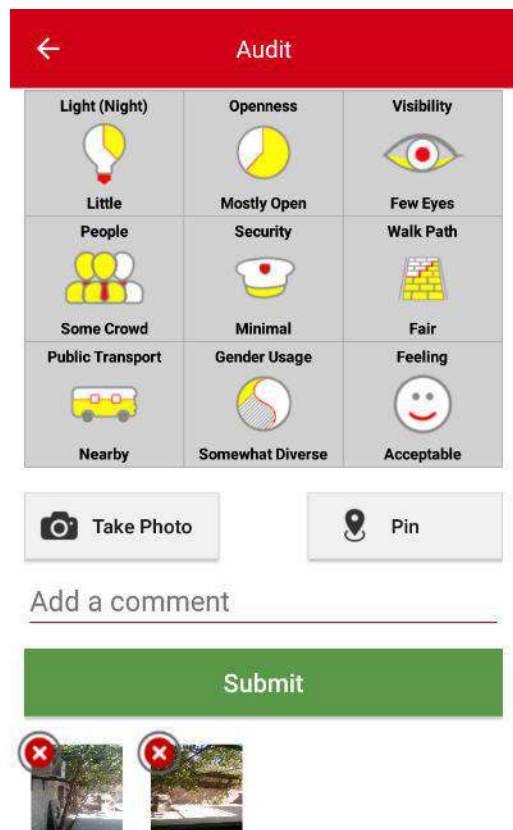 Audit
Light (Night) Openness Visibility
Little Mostly Open Few Eyes
People Security Walk Path
Some Crowd Minimal Fair
Public Transport Gender Usage Feeling
Nearby Somewhat Diverse Acceptable
Take Photo Pin
Add a comment
Submit